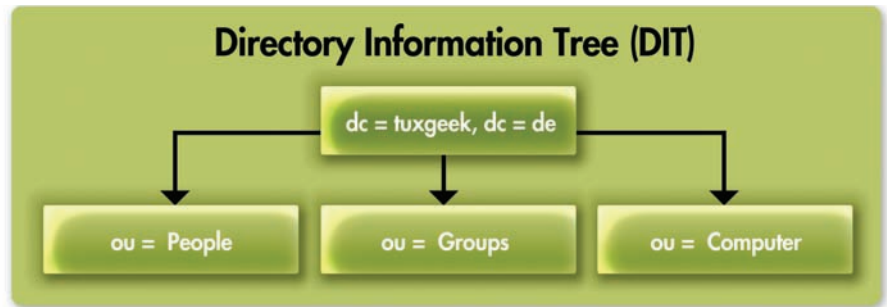 Directory Information Tree (DIT)
dc = tuxgeek, dc = de
ou = People
ou = Groups
ou = Computer